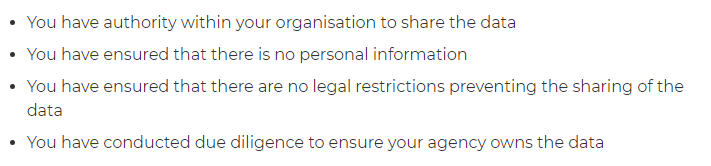 • You have authority within your organisation to share the data
• You have ensured that there is no personal information
• You have ensured that there are no legal restrictions preventing the sharing of the
data
• You have conducted due diligence to ensure your agency owns the data